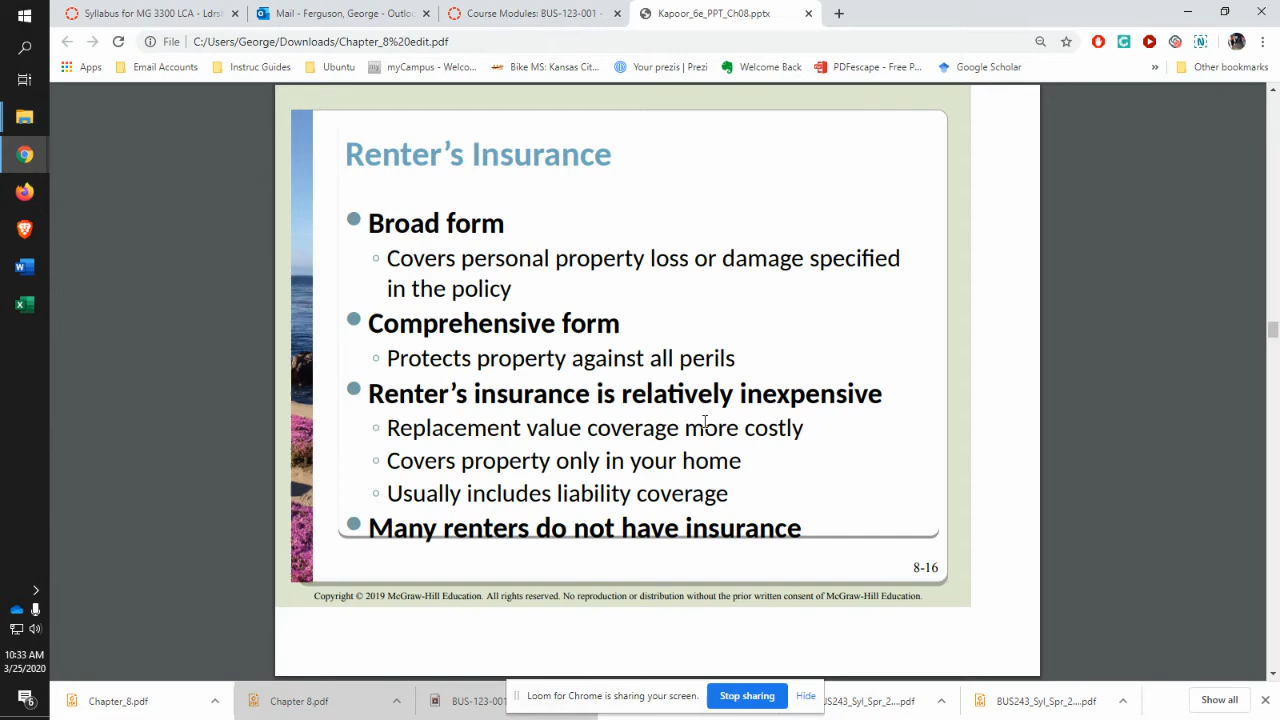 Syllabus for MG 3300 LCA - Ldrsh
Mail - Ferguson, George - Outloo
Course Modules: BUS-123-001 -
Kapoor_6e_PPT_Ch08.pptx
File
C:/Users/George/Downloads/Chapter_8%20edit.pdf
Apps
Email Accounts
Instruc Guides
Ubuntu
myCampus - Welco...
Bike MS: Kansas Cit...
Your prezis | Prezi
Welcome Back
PDFescape - Free P...
Google Scholar
»
Other bookmarks
Renter’s Insurance
Broad form
Covers personal property loss or damage specified
in the policy
Comprehensive form
Protects property against all perils
Renter’s insurance is relatively inexpensive
Replacement value coverage more costly
Covers property only in your home
Usually includes liability coverage
Many renters do not have insurance
8-16
Copyright © 2019 McGraw-Hill Education. All rights reserved. No reproduction or distribution without the prior written consent of McGraw-Hill Education.
10:33 AM
3/25/2020
6
Chapter_8.pdf
Chapter 8.pdf
BUS-123-001
Loom for Chrome is sharing your screen.
Stop sharing
Hide
US243_Syl_Spr_2....pdf
BUS243_Syl_Spr_2....pdf
Show all